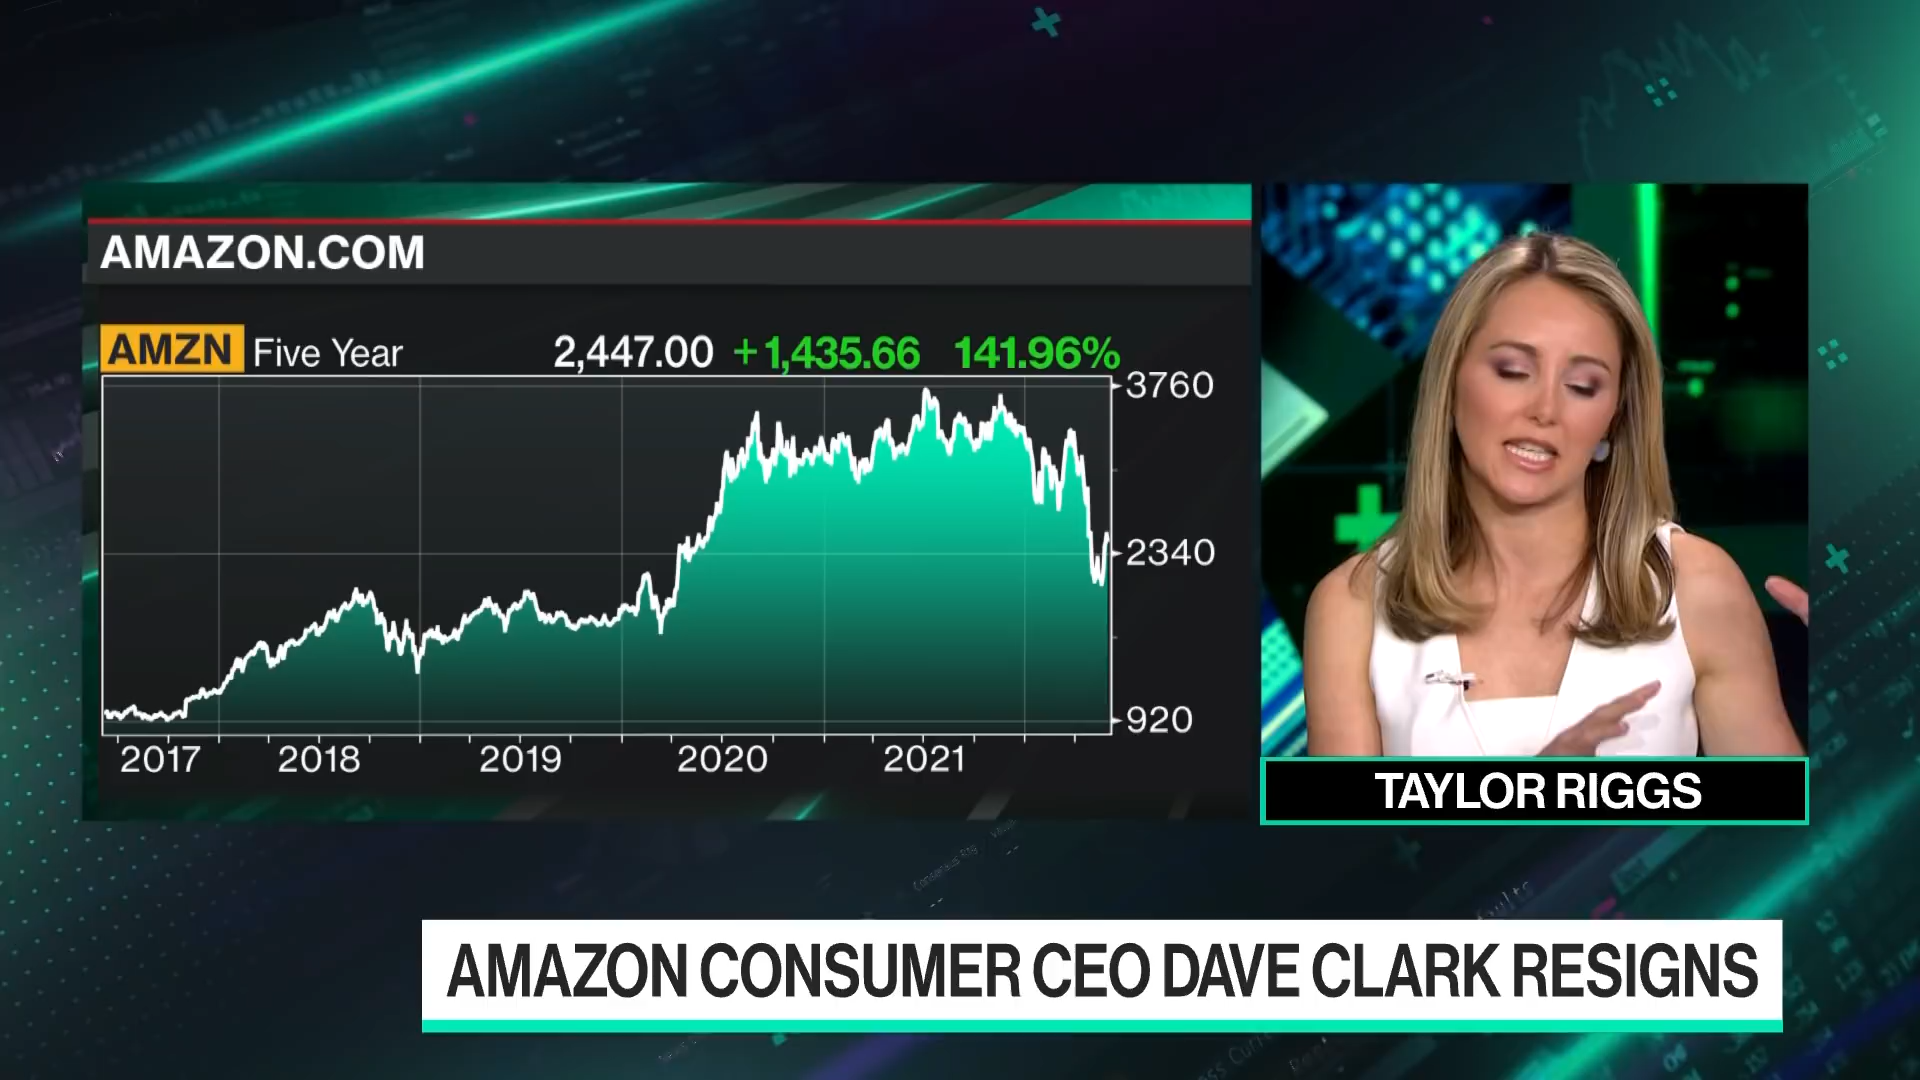 AMAZON.COM
AMZN Five Year 2,447.00 +1,435.66 141.96%
3760
2340
920
2017 2018 2019 2020 2021
TAYLOR RIGGS
AMAZON CONSUMER CEO DAVE CLARK RESIGNS